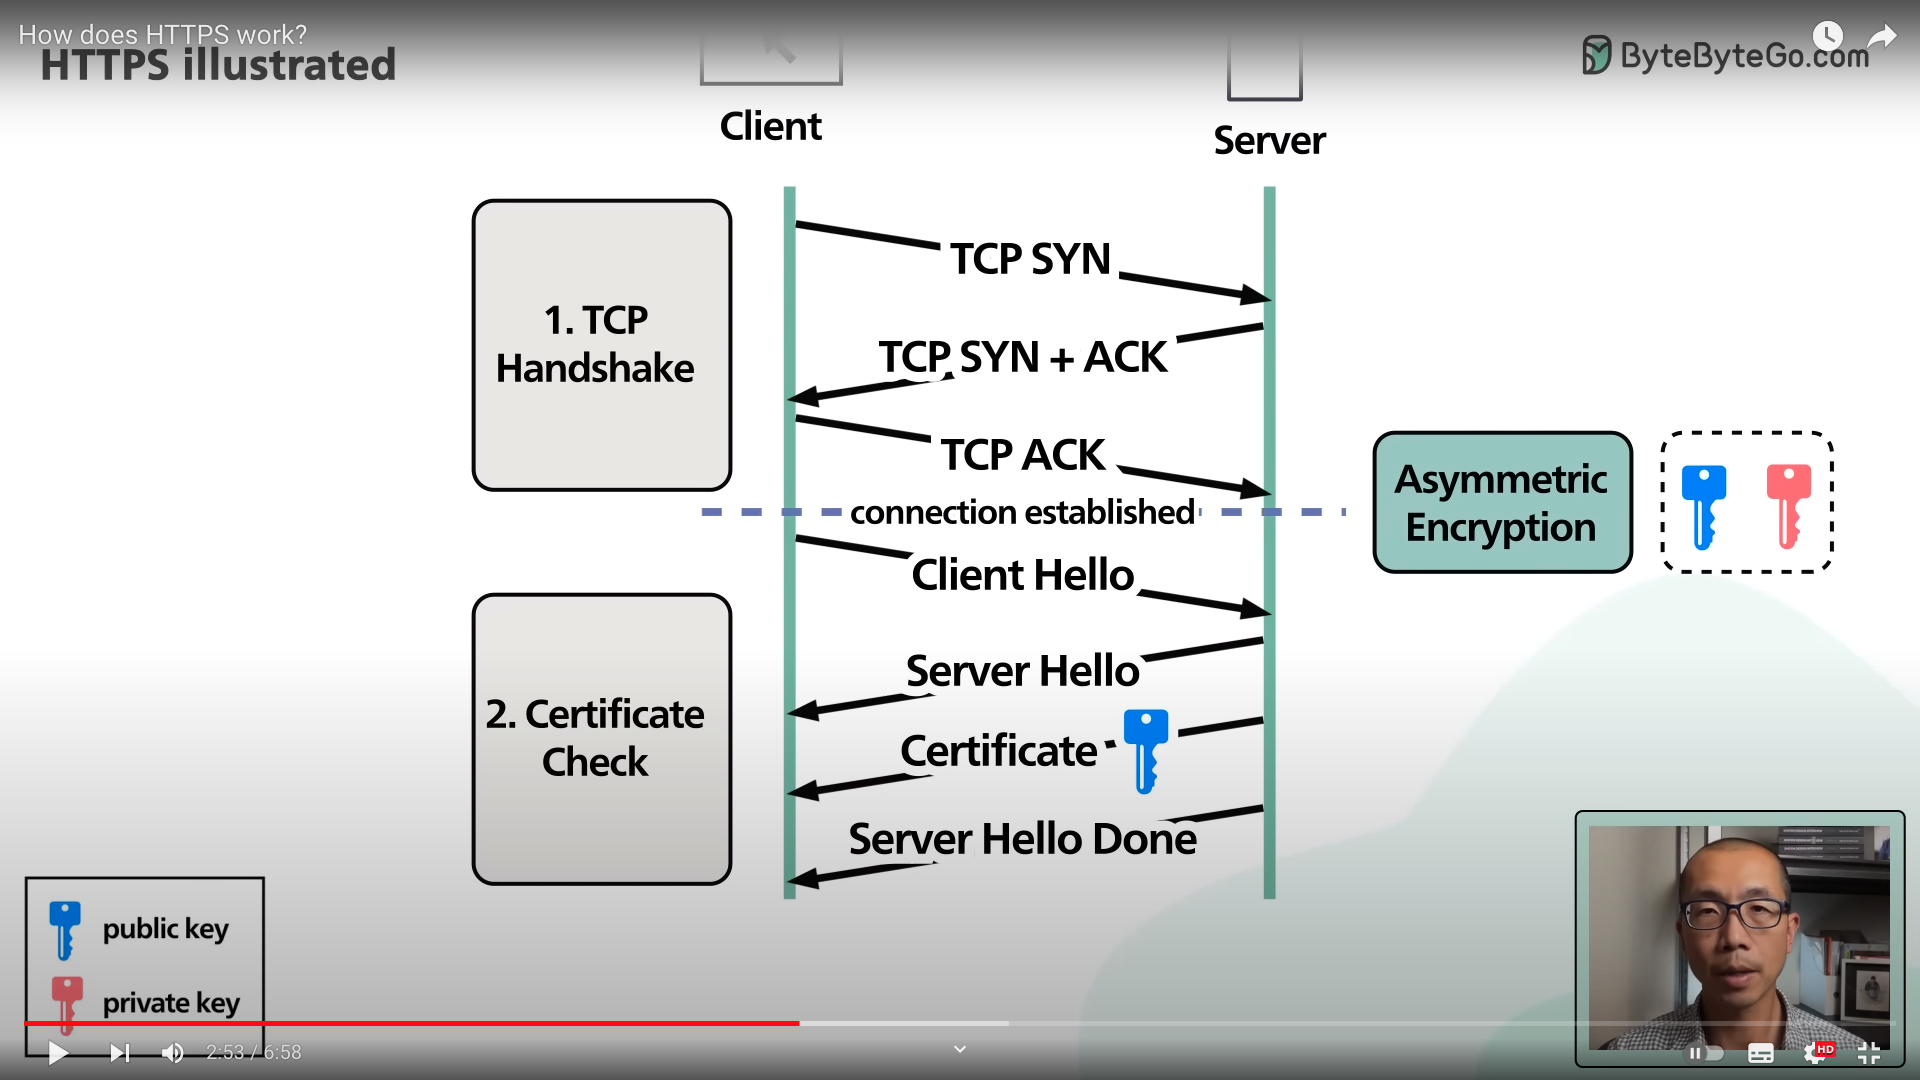 How does HTTPS work?
HTTPS illustrated
ByteByteGo.com
Client
Server
1. TCP
Handshake
TCP SYN
TCP SYN + ACK
TCP ACK
connection established
Asymmetric
Encryption
Client Hello
Server Hello
2. Certificate
Check
Certificate
Server Hello Done
public key
private key
2:53 / 6:58
HD